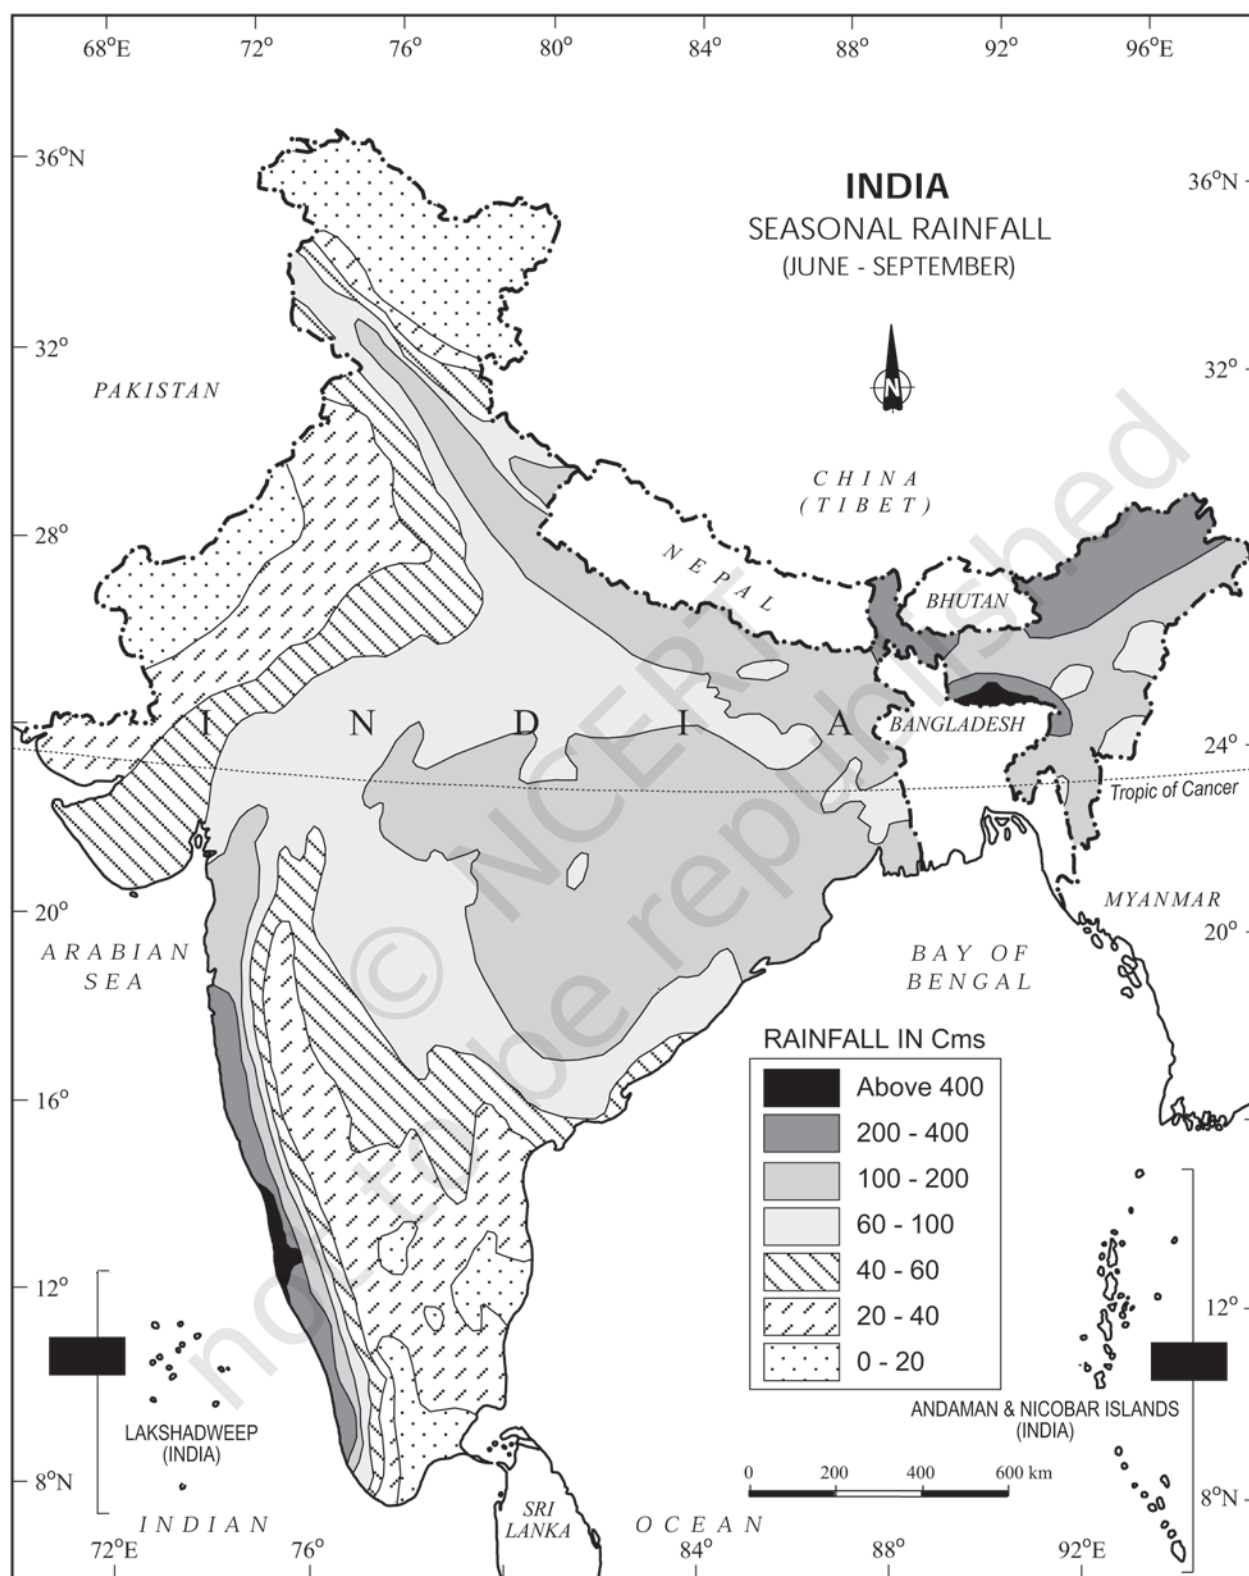 68°E 72° 76° 80° 84° 88° 92° 96°E
36°N
INDIA
36°N
SEASONAL RAINFALL
(JUNE - SEPTEMBER)
32°
32°
N
PAKISTAN
CHINA
(TIBET)
28°
NEPAL
BHUTAN
INDIA
BANGLADESH
24°
Tropic of Cancer
20°
MYANMAR
20°
ARABIAN
SEA
BAY OF
BENGAL
© NCERT
not to be republished
16°
RAINFALL IN Cms
Above 400
200 - 400
100 - 200
60 - 100
40 - 60
20 - 40
0 - 20
12°
12°
LAKSHADWEEP
(INDIA)
ANDAMAN & NICOBAR ISLANDS
(INDIA)
0 200 400 600 km
8°N
8°N
SRI
LANKA
INDIAN OCEAN
72°E 76° 84° 88° 92°E